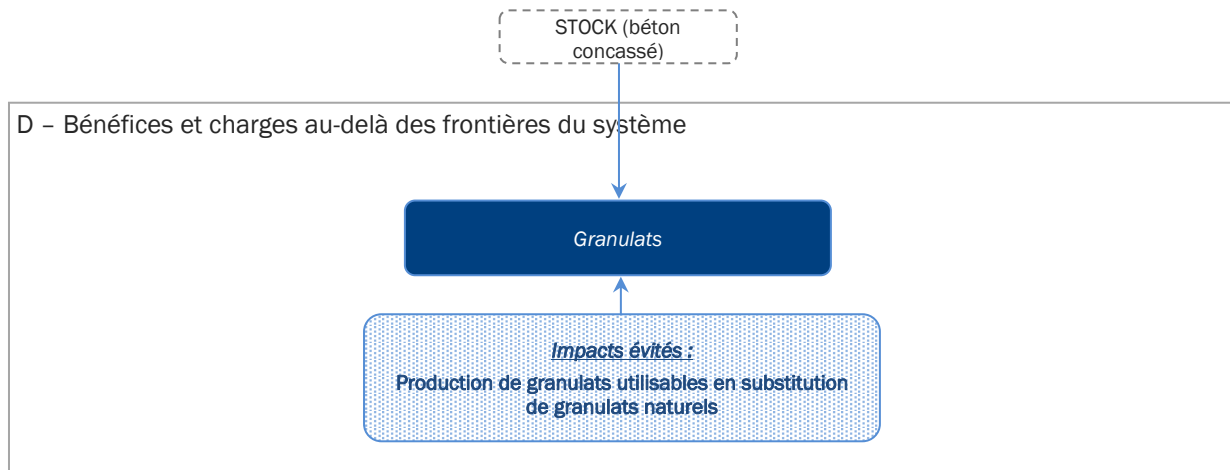 STOCK (béton
concassé)
D – Bénéfices et charges au-delà des frontières du système
Granulats
Impacts évités :
Production de granulats utilisables en substitution
de granulats naturels